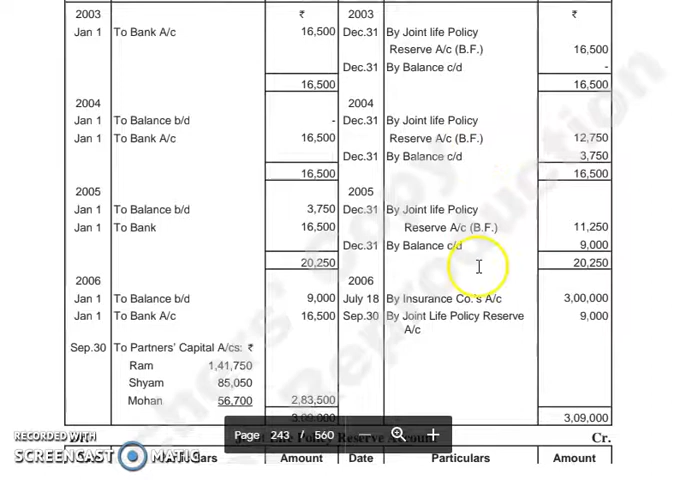 2003 ₹ 2003 ₹
Jan 1 To Bank A/c 16,500 Dec.31 By Joint life Policy
Reserve A/c (B.F.) 16,500
Dec.31 By Balance c/d -
16,500 16,500
2004 2004
Jan 1 To Balance b/d - Dec.31 By Joint life Policy
Jan 1 To Bank A/c 16,500 Reserve A/c (B.F.) 12,750
Dec.31 By Balance c/d 3,750
16,500 16,500
2005 2005
Jan 1 To Balance b/d 3,750 Dec.31 By Joint life Policy
Jan 1 To Bank 16,500 Reserve A/c (B.F.) 11,250
Dec.31 By Balance c/d 9,000
20,250 20,250
2006 2006
Jan 1 To Balance b/d 9,000 July 18 By Insurance Co.'s A/c 3,00,000
Jan 1 To Bank A/c 16,500 Sep.30 By Joint Life Policy Reserve 9,000
A/c
Sep.30 To Partners' Capital A/cs: ₹
Ram 1,41,750
Shyam 85,050
Mohan 56,700 2,83,500
3,09,000 3,09,000
Page 243 / 560
Reserve Account Cr.
Amount Date Particulars Amount
RECORDED WITH
SCREENCAST MATIC
Copy
Reproduction